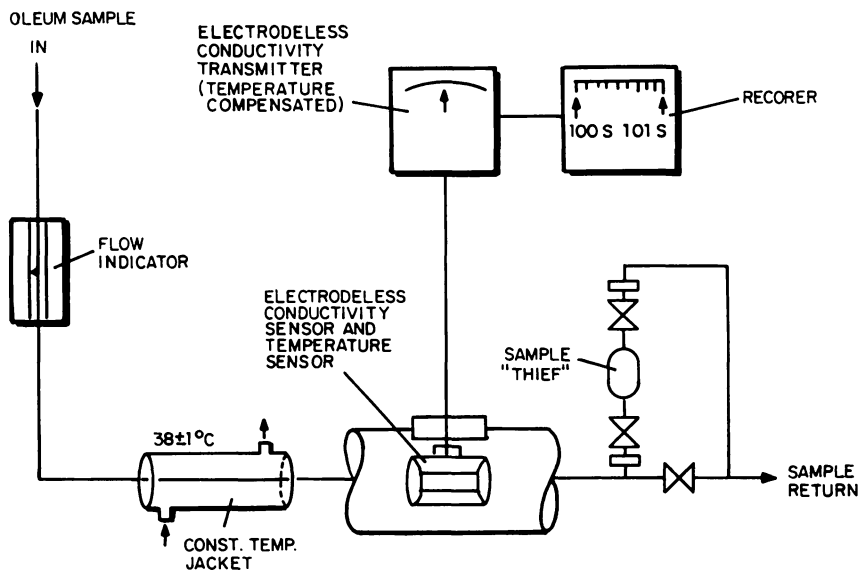 OLEUM SAMPLE
IN
ELECTRODELESS
CONDUCTIVITY
TRANSMITTER
(TEMPERATURE
COMPENSATED)
100 S 101 S
RECORER
FLOW
INDICATOR
ELECTRODELESS
CONDUCTIVITY
SENSOR AND
TEMPERATURE
SENSOR
SAMPLE
"THIEF"
38±1°C
CONST. TEMP.
JACKET
SAMPLE
RETURN